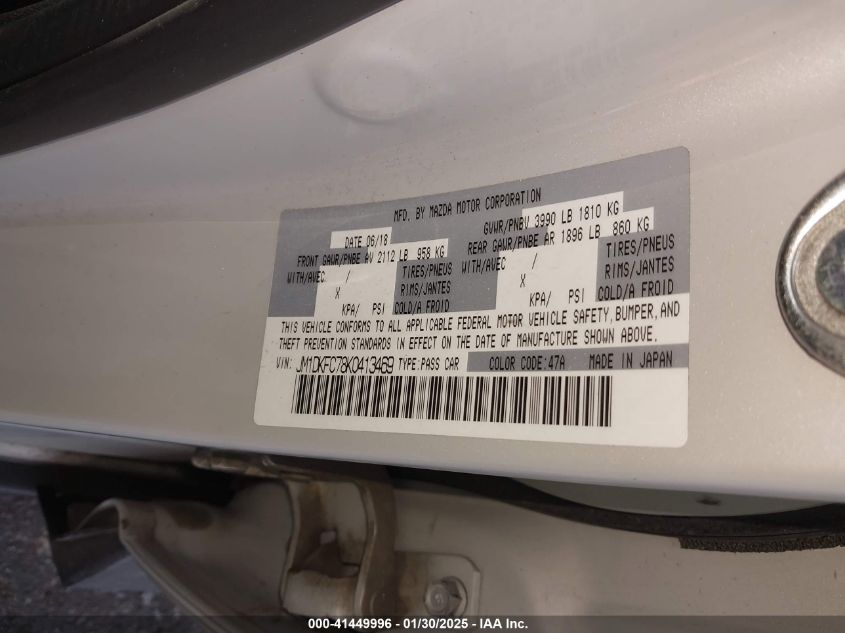 MFD. BY MAZDA MOTOR CORPORATION
DATE 06/18 GVWR/PNBV 3990 LB 1810 KG
FRONT GAWR/PNBE AV 2112 LB 958 KG REAR GAWR/PNBE AR 1896 LB 860 KG
WITH/AVEC / TIRES/PNEUS WITH/AVEC / TIRES/PNEUS
X RIMS/JANTES X RIMS/JANTES
KPA/ PSI COLD/A FROID KPA/ PSI COLD/A FROID
THIS VEHICLE CONFORMS TO ALL APPLICABLE FEDERAL MOTOR VEHICLE SAFETY, BUMPER, AND
THEFT PREVENTION STANDARDS IN EFFECT ON THE DATE OF MANUFACTURE SHOWN ABOVE.
VIN: JM1DKFC78K0413469 TYPE:PASS CAR COLOR CODE:47A MADE IN JAPAN
000-41449996 - 01/30/2025 - IAA Inc.